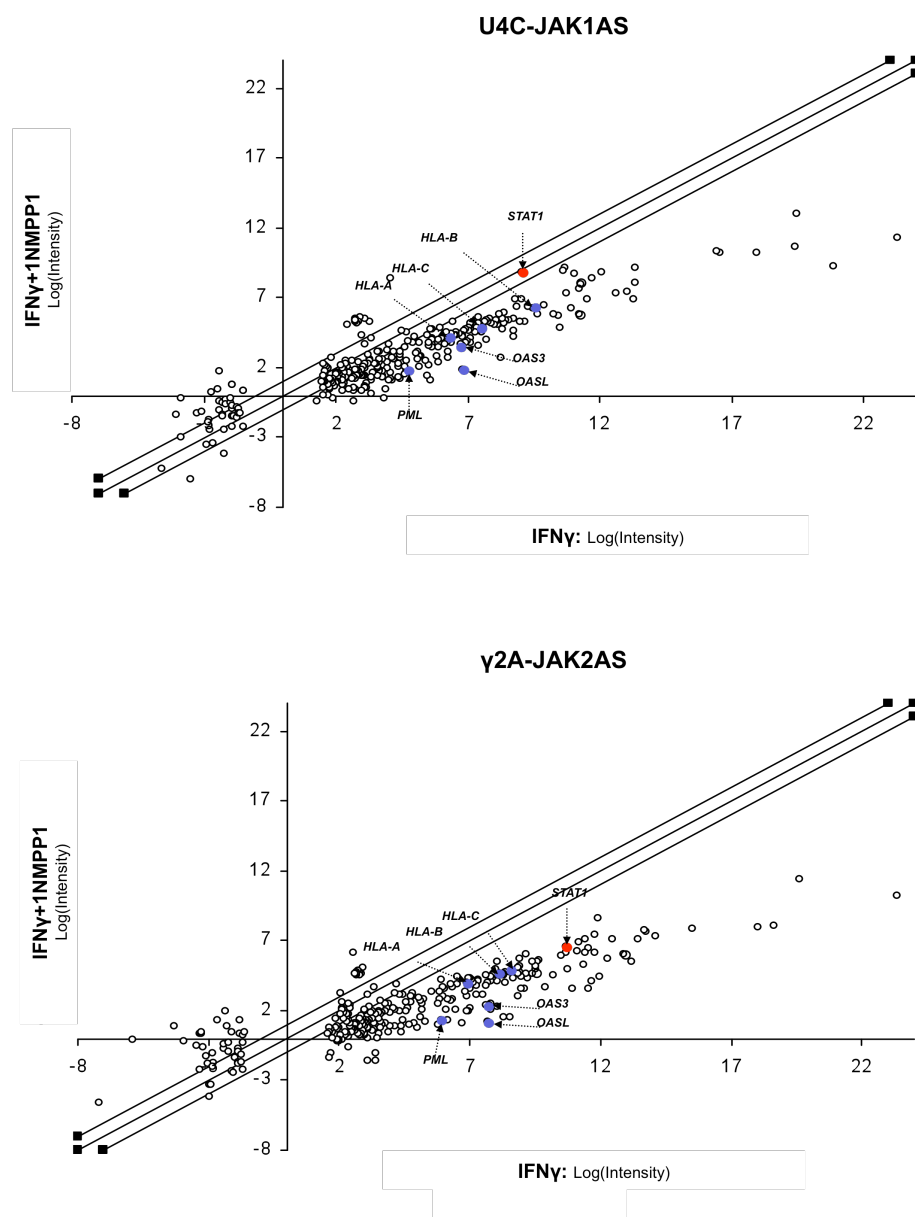 U4C-JAK1AS
22
17
12
7
2
-3
-8
-8
-3
2
7
12
17
22
IFNγ+1NMPP1
Log(Intensity)
STAT1
HLA-B
HLA-C
HLA-A
OAS3
OASL
PML
IFNγ: Log(Intensity)
γ2A-JAK2AS
22
17
12
7
2
-3
-8
-8
2
7
12
17
22
IFNγ+1NMPP1
Log(Intensity)
STAT1
HLA-C
HLA-B
HLA-A
OAS3
OASL
PML
IFNγ: Log(Intensity)